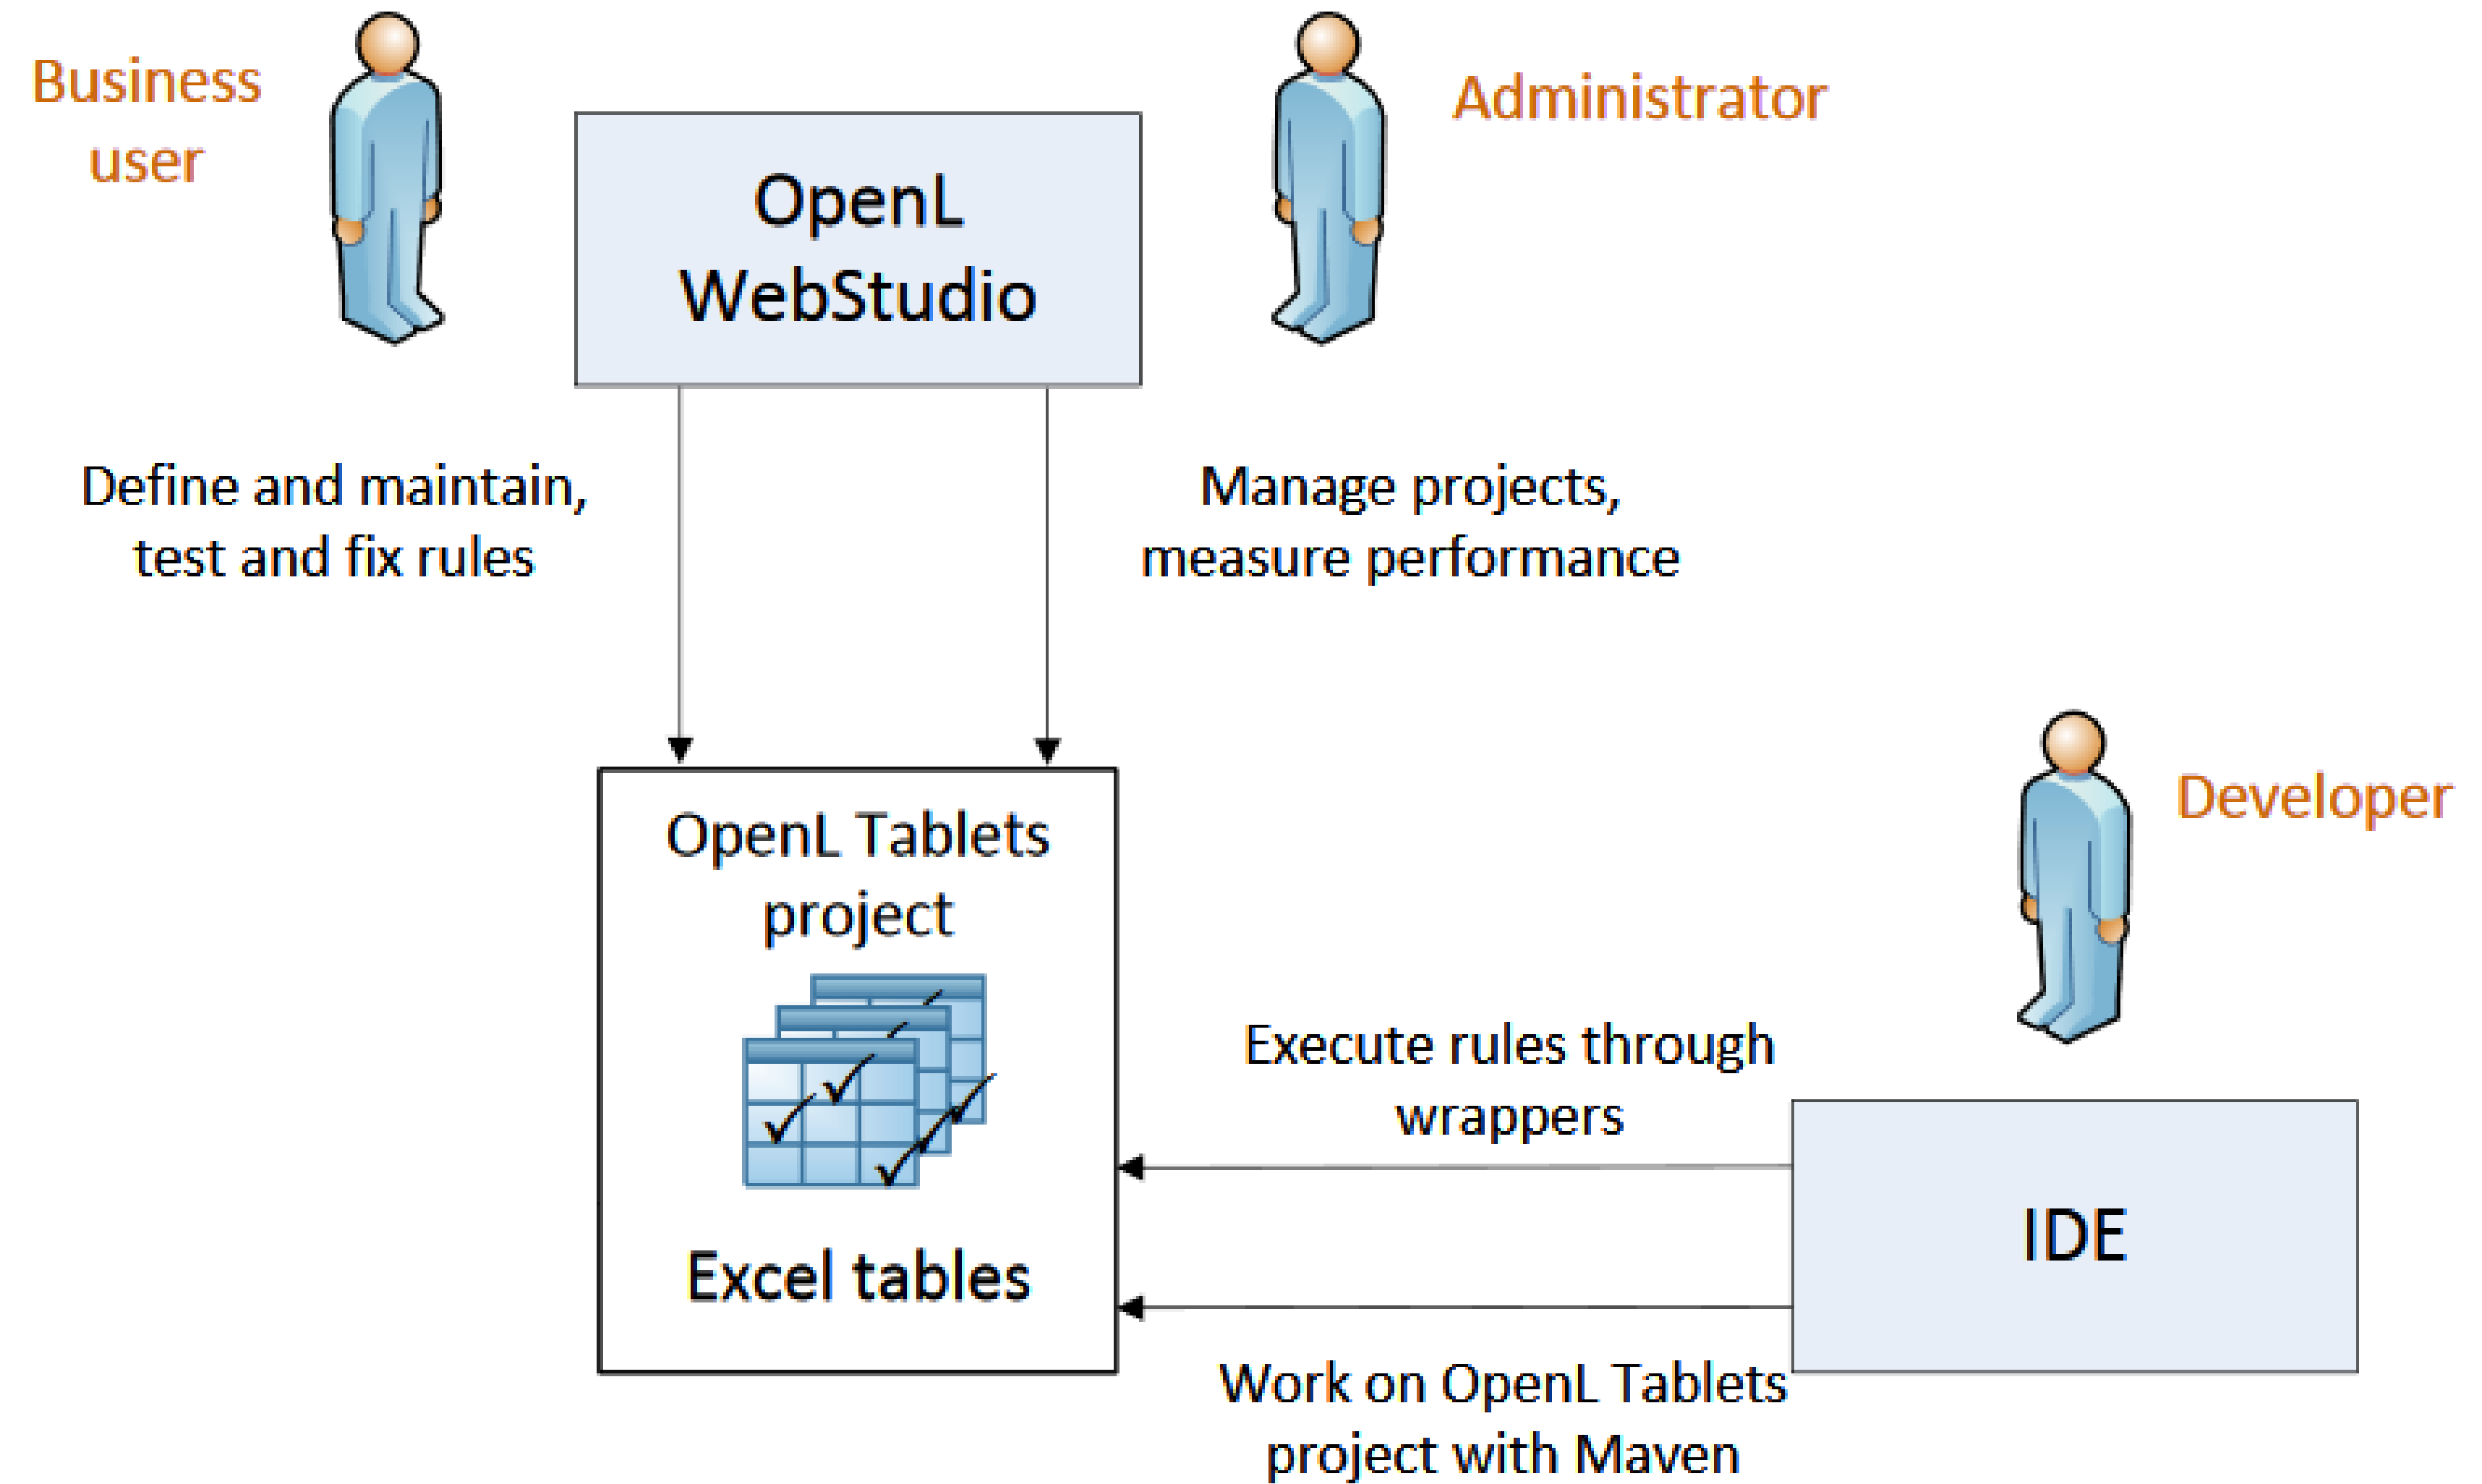 Business
user
OpenL
WebStudio
Administrator
Define and maintain,
test and fix rules
Manage projects,
measure performance
OpenL Tablets
project
Excel tables
Developer
Execute rules through
wrappers
IDE
Work on OpenL Tablets
project with Maven